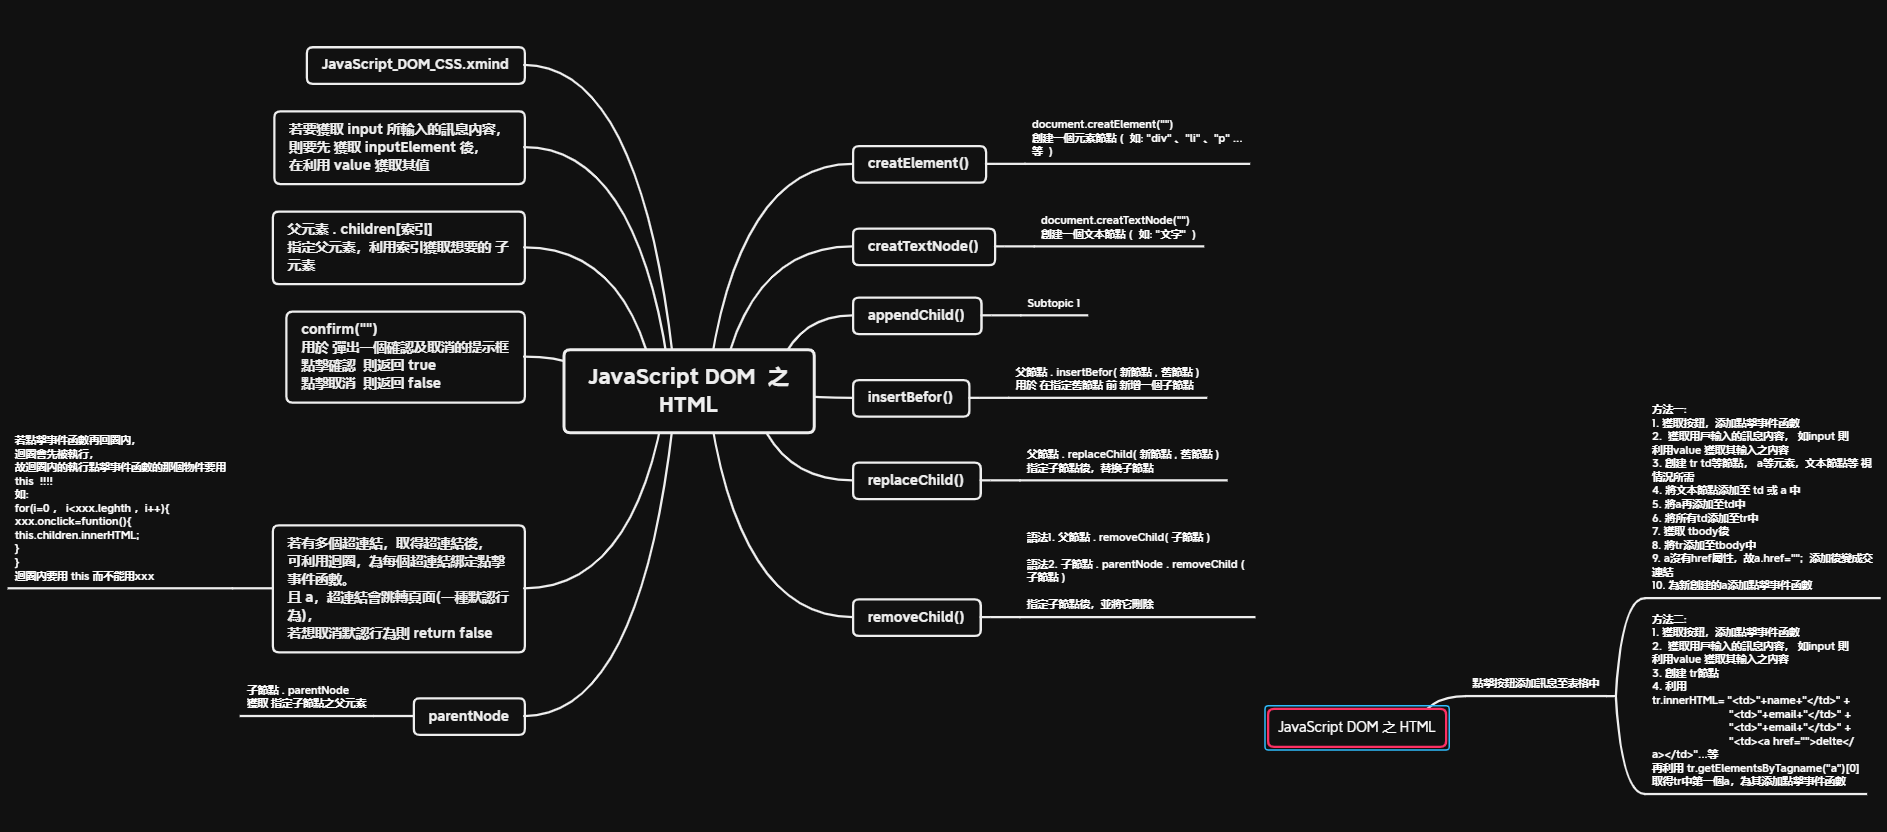 JavaScript_DOM_CSS.xmind
若要獲取 input 所輸入的訊息內容，
則要先 獲取 inputElement 後，
在利用 value 獲取其值
父元素 . children[索引]
指定父元素，利用索引獲取想要的 子
元素
confirm("")
用於 彈出一個確認及取消的提示框
點擊確認  則返回 true
點擊取消  則返回 false
若有多個超連結，取得超連結後，
可利用迴圈，為每個超連結綁定點擊
事件函數。
且 a，超連結會跳轉頁面(一種默認行
為)，
若想取消默認行為則 return false
若點擊事件函數再回圈內，
迴圈會先被執行，
故迴圈內的執行點擊事件函數的那個物件要用
this  !!!!
如:
for(i=0 ,  i<xxx.leghth ,  i++){
xxx.onclick=funtion(){
this.children.innerHTML;
}
}
迴圈內要用 this 而不能用xxx
parentNode
子節點 . parentNode
獲取 指定子節點之父元素
JavaScript DOM  之
HTML
creatElement()
document.creatElement("")
創建一個元素節點 (  如: "div" 、"li" 、"p" ...
等  )
creatTextNode()
document.creatTextNode("")
創建一個文本節點 (  如: "文字"  )
appendChild()
Subtopic 1
insertBefor()
父節點 . insertBefor( 新節點 , 舊節點 )
用於 在指定舊節點 前 新增一個子節點
replaceChild()
父節點 . replaceChild( 新節點 , 舊節點 )
指定子節點後，替換子節點
removeChild()
語法1. 父節點 . removeChild( 子節點 )
語法2. 子節點 . parentNode . removeChild (
子節點 )
指定子節點後，並將它刪除
JavaScript DOM 之 HTML
點擊按鈕添加訊息至表格中
方法一:
1. 獲取按鈕，添加點擊事件函數
2.  獲取用戶輸入的訊息內容， 如input 則
利用value 獲取其輸入之內容
3. 創建 tr td等節點， a等元素，文本節點等 視
情況所需
4. 將文本節點添加至 td 或 a 中
5. 將a再添加至td中
6. 將所有td添加至tr中
7. 獲取 tbody後
8. 將tr添加至tbody中
9. a沒有href屬性，故a.href=""; 添加後變成交
連結
10. 為新創建的a添加點擊事件函數
方法二:
1. 獲取按鈕，添加點擊事件函數
2.  獲取用戶輸入的訊息內容， 如input 則
利用value 獲取其輸入之內容
3. 創建 tr節點
4. 利用
tr.innerHTML= "<td>"+name+"</td>" +
"<td>"+email+"</td>" +
"<td>"+email+"</td>" +
"<td><a href="">delte</
a></td>"...等
再利用 tr.getElementsByTagname("a")[0]
取得tr中第一個a，為其添加點擊事件函數